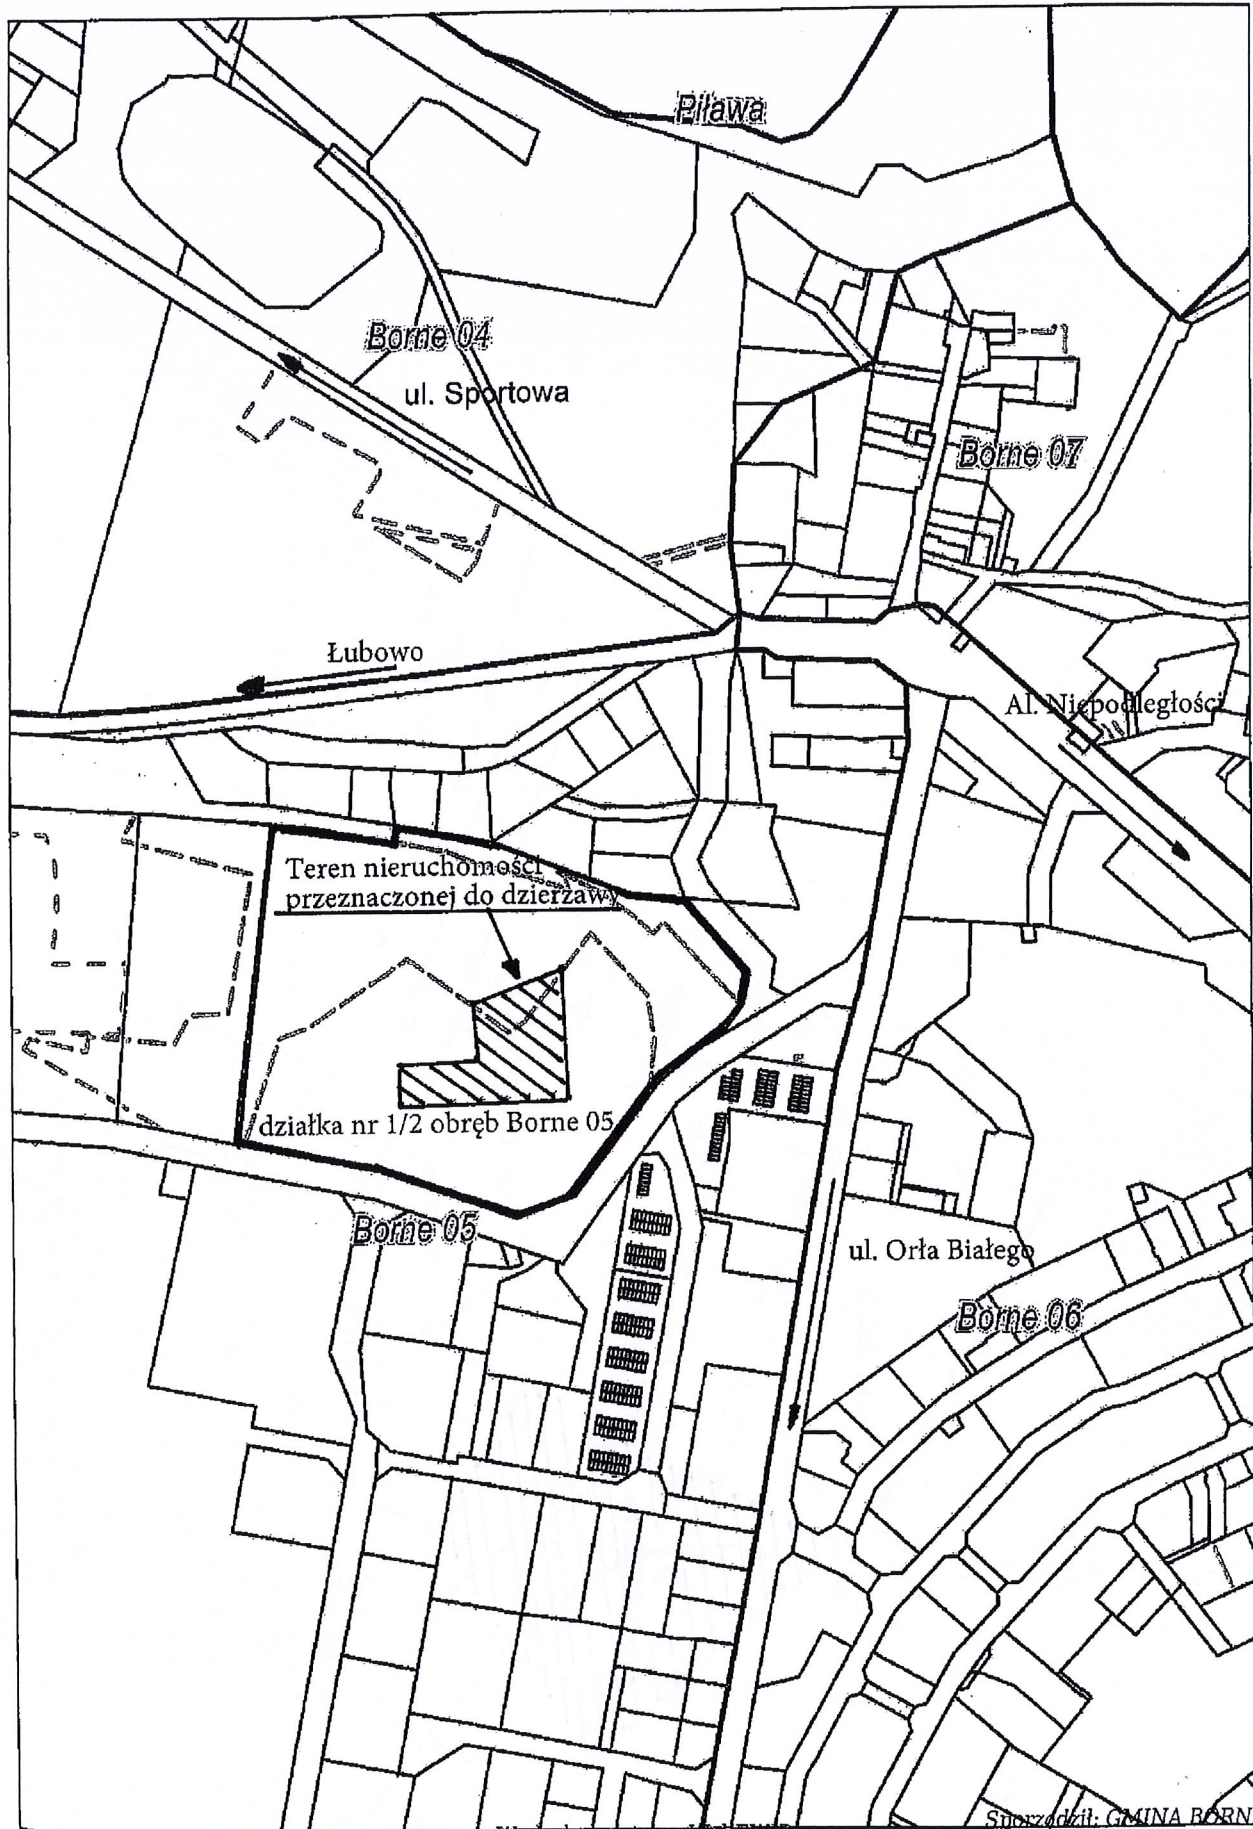 Piława
Borne 04
ul. Sportowa
Borne 07
Łubowo
Al. Niepodległości
Teren nieruchomości
przeznaczonej do dzierżawy
działka nr 1/2 obręb Borne 05
Borne 05
ul. Orła Białego
Borne 06
Sporządził: GMINA BORN